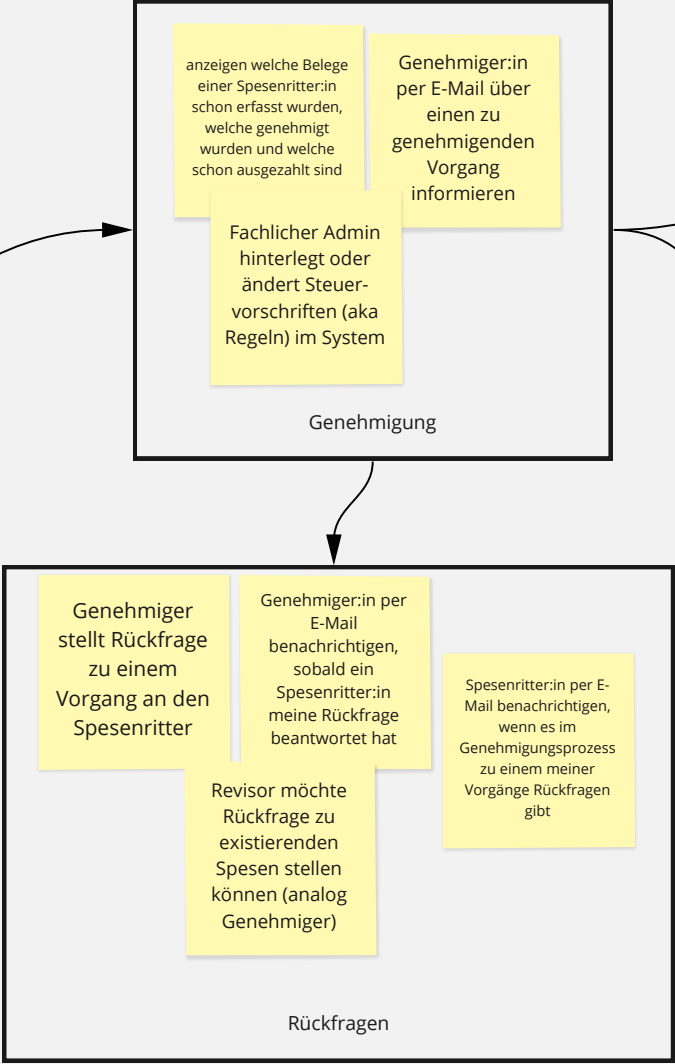 anzeigen welche Belege
einer Spesenritter:in
schon erfasst wurden,
welche genehmigt
wurden und welche
schon ausgezahlt sind
Genehmiger:in
per E-Mail über
einen zu
genehmigenden
Vorgang
informieren
Fachlicher Admin
hinterlegt oder
ändert Steuer-
vorschriften (aka
Regeln) im System
Genehmigung
Genehmiger
stellt Rückfrage
zu einem
Vorgang an den
Spesenritter
Genehmiger:in per
E-Mail
benachrichtigen,
sobald ein
Spesenritter:in
meine Rückfrage
beantwortet hat
Spesenritter:in per E-
Mail benachrichtigen,
wenn es im
Genehmigungsprozess
zu einem meiner
Vorgänge Rückfragen
gibt
Revisor möchte
Rückfrage zu
existierenden
Spesen stellen
können (analog
Genehmiger)
Rückfragen